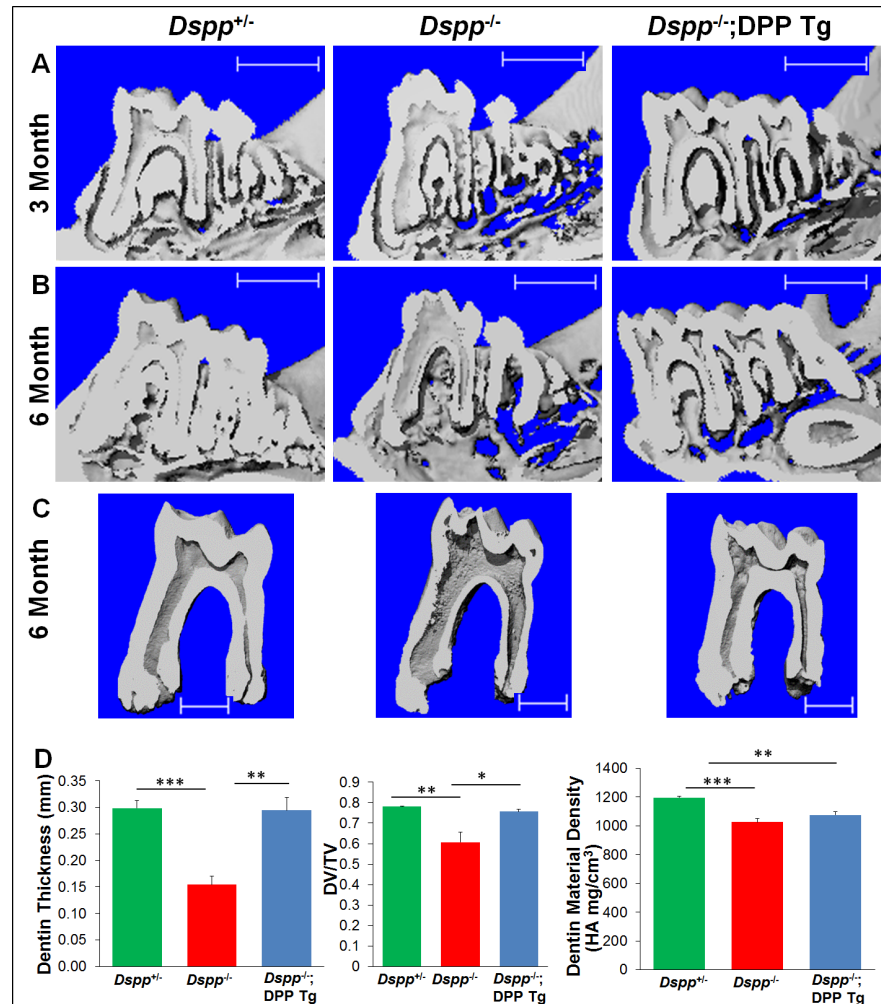 Dspp+/- Dspp-/- Dspp-/-;DPP Tg
A
3 Month
B
6 Month
C
6 Month
D
Dentin Thickness (mm)
0.35
0.30
0.25
0.20
0.15
0.10
0.05
0.00
***
**
Dspp+/- Dspp-/- Dspp-/-;
DPP Tg
DV/TV
0.9
0.8
0.7
0.6
0.5
0.4
0.3
0.2
0.1
0
**
*
Dspp+/- Dspp-/- Dspp-/-;
DPP Tg
Dentin Material Density
(HA mg/cm³)
1400
1200
1000
800
600
400
200
0
**
***
Dspp+/- Dspp-/- Dspp-/-;
DPP Tg